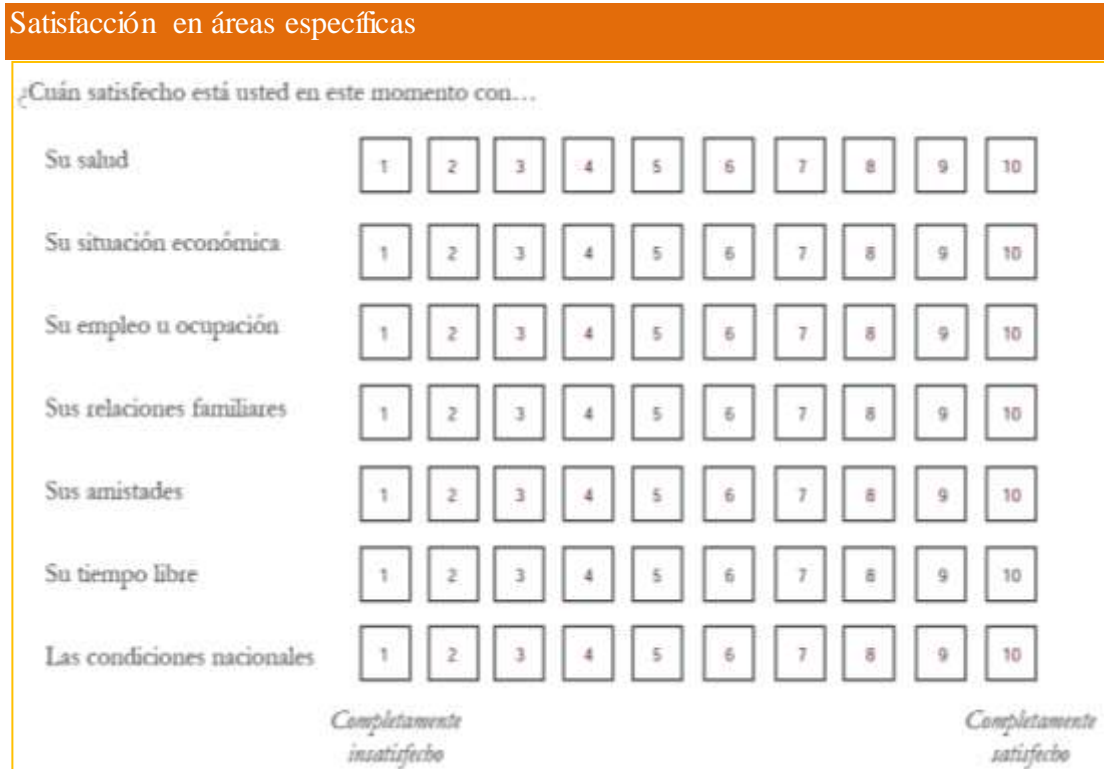 Satisfacción en áreas específicas
¿Cuán satisfecho está usted en este momento con...
Su salud 1 2 3 4 5 6 7 8 9 10
Su situación económica 1 2 3 4 5 6 7 8 9 10
Su empleo u ocupación 1 2 3 4 5 6 7 8 9 10
Sus relaciones familiares 1 2 3 4 5 6 7 8 9 10
Sus amistades 1 2 3 4 5 6 7 8 9 10
Su tiempo libre 1 2 3 4 5 6 7 8 9 10
Las condiciones nacionales 1 2 3 4 5 6 7 8 9 10
Completamente Completamente
insatisfecho satisfecho